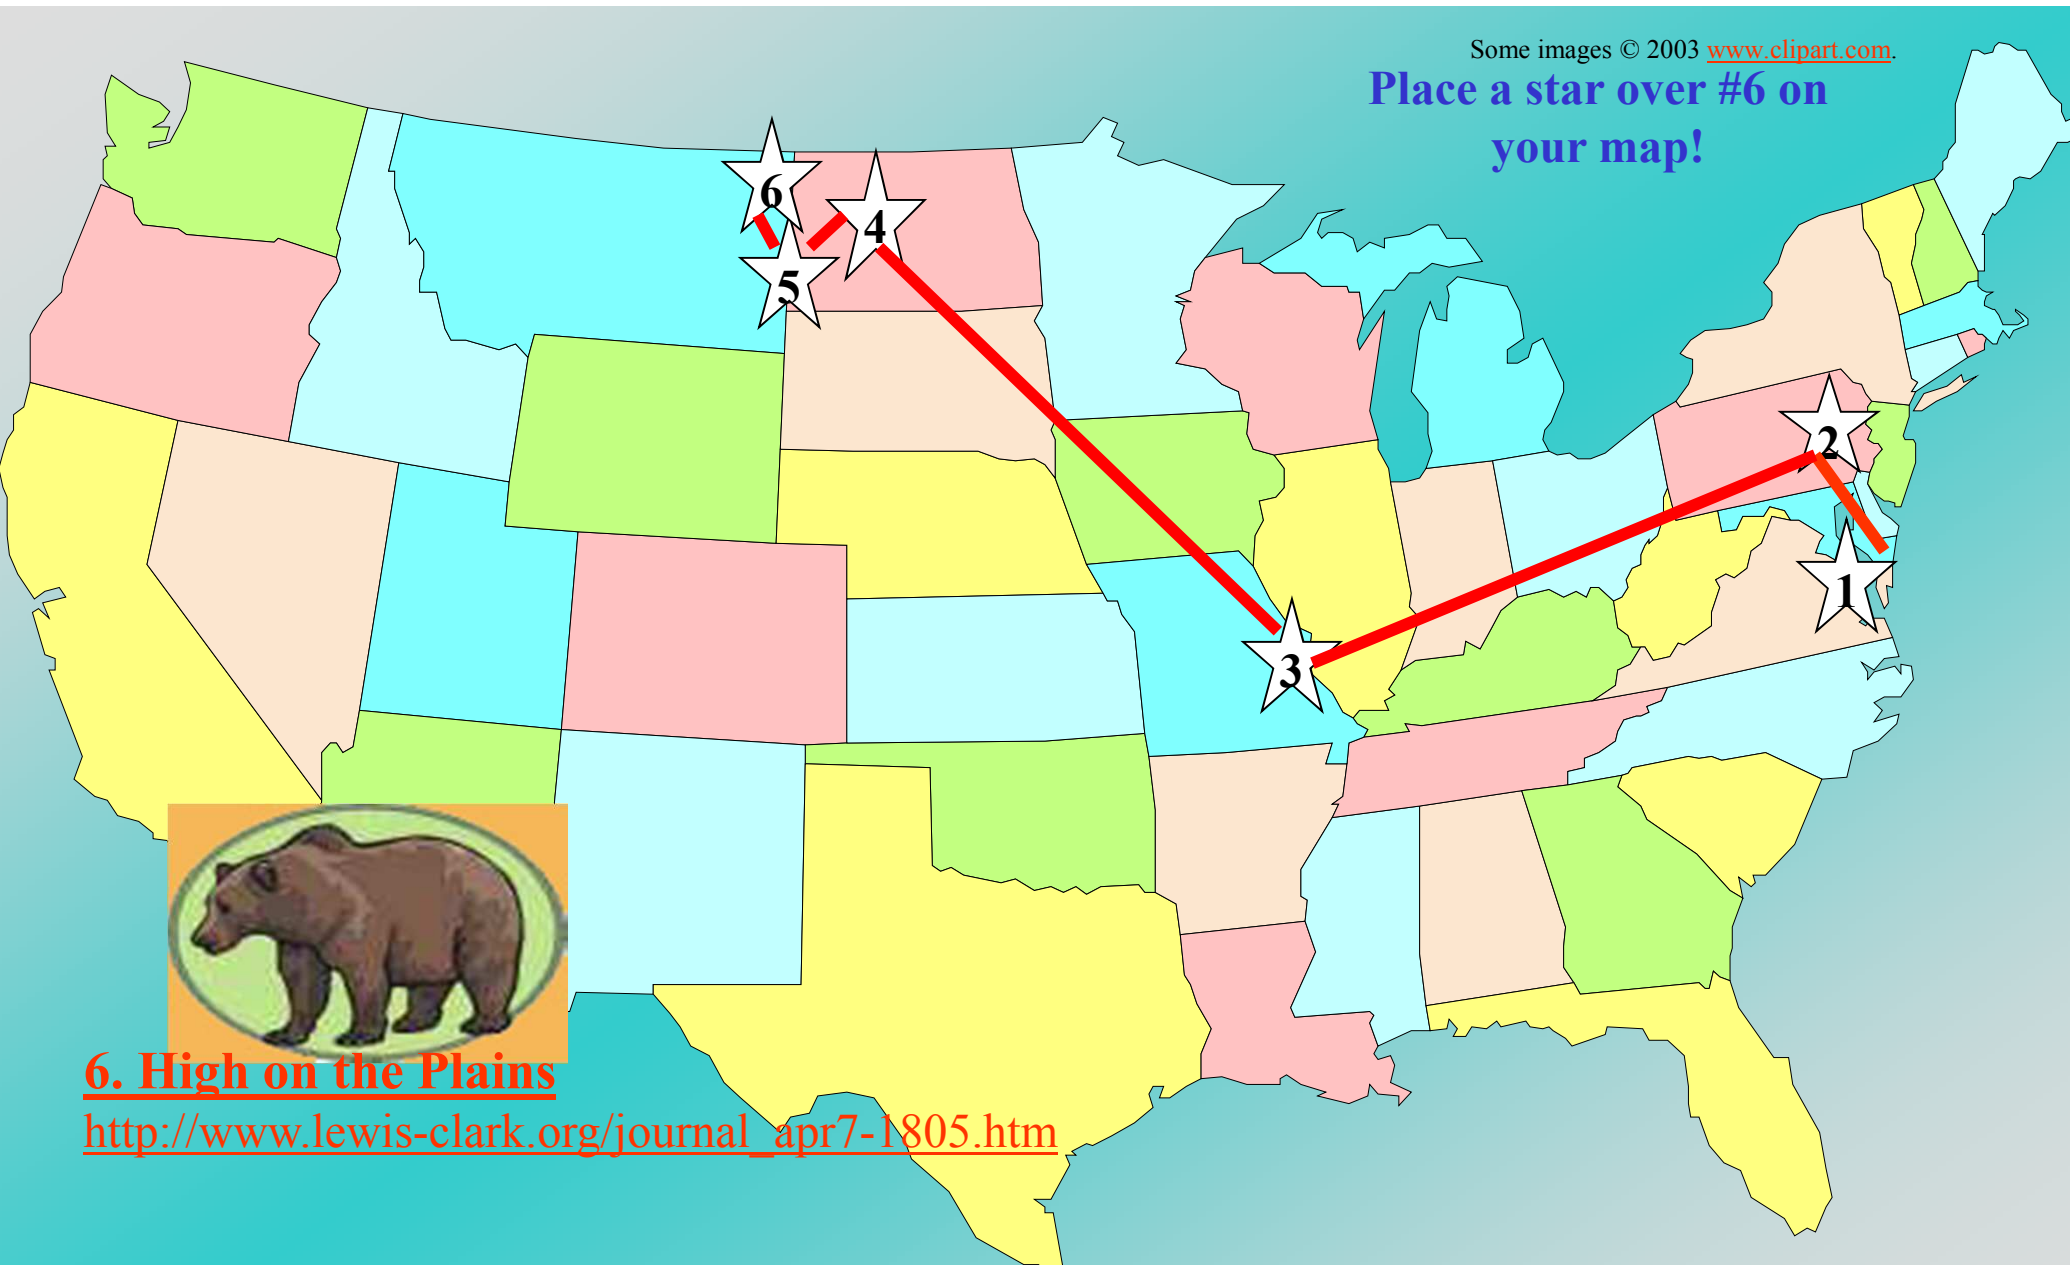 Some images © 2003 www.clipart.com.
Place a star over #6 on
your map!
6
4
5
2
1
3
6. High on the Plains
http://www.lewis-clark.org/journal_apr7-1805.htm